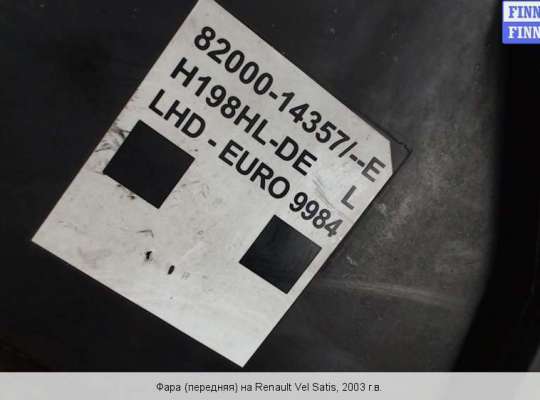 FINN
FINN
82000-14357/--E
H198HL-DE L
LHD - EURO 9984
Фара (передняя) на Renault Vel Satis, 2003 г.в.